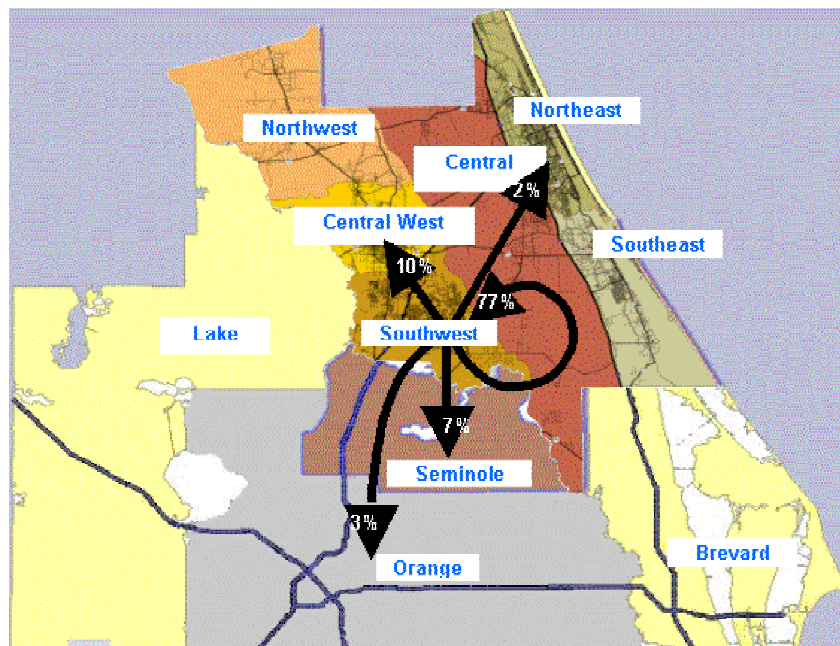 Northeast
Northwest
Central
2%
Central West
Southeast
10%
77%
Lake
Southwest
7%
Seminole
3%
Orange
Brevard